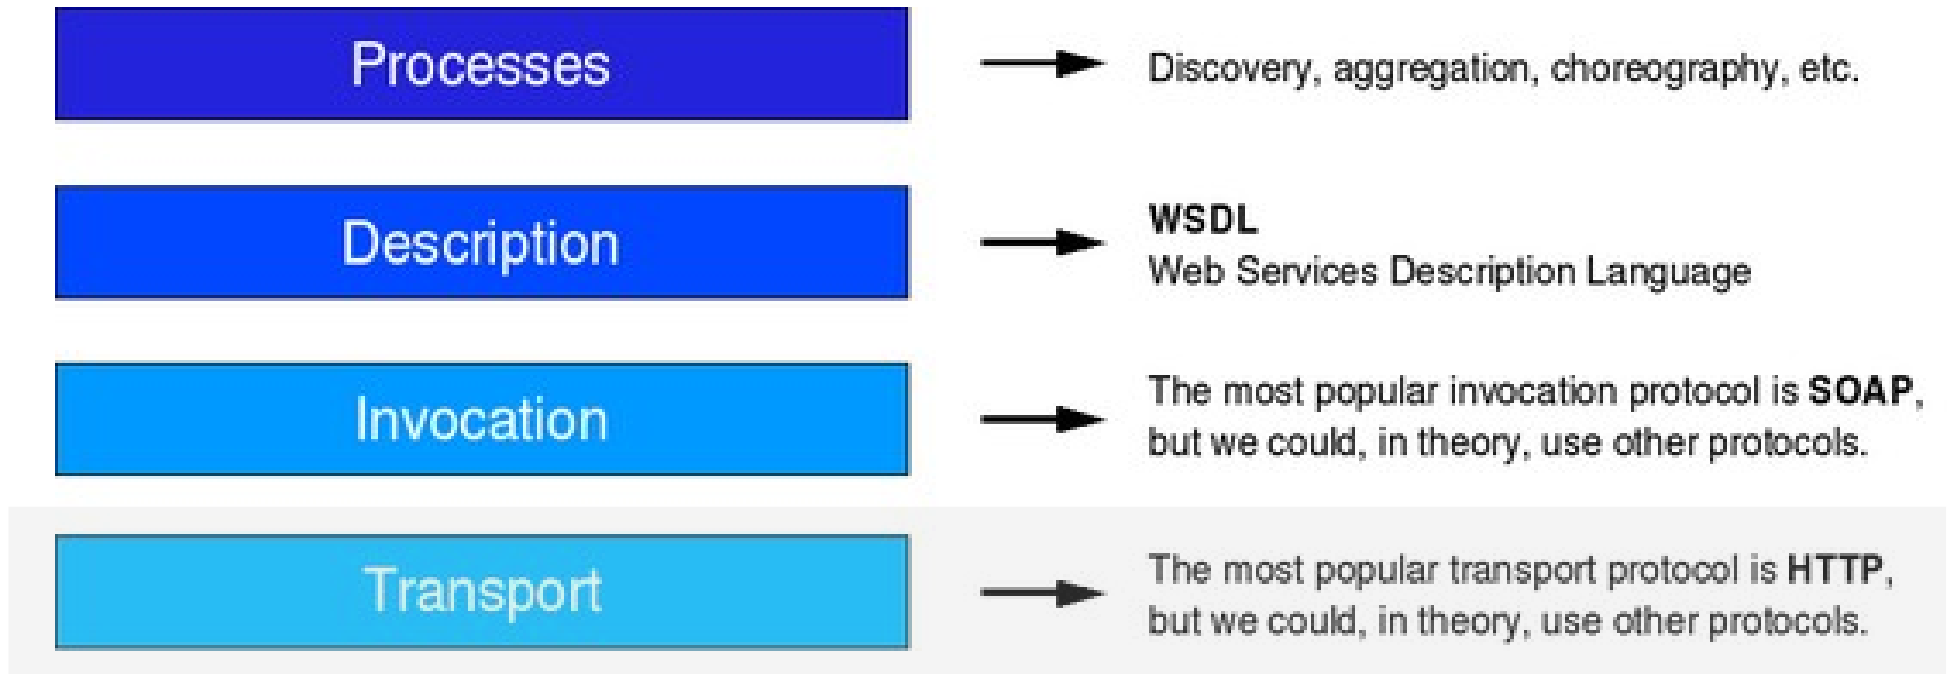 Processes
Discovery, aggregation, choreography, etc.
Description
WSDL
Web Services Description Language
Invocation
The most popular invocation protocol is SOAP,
but we could, in theory, use other protocols.
Transport
The most popular transport protocol is HTTP,
but we could, in theory, use other protocols.